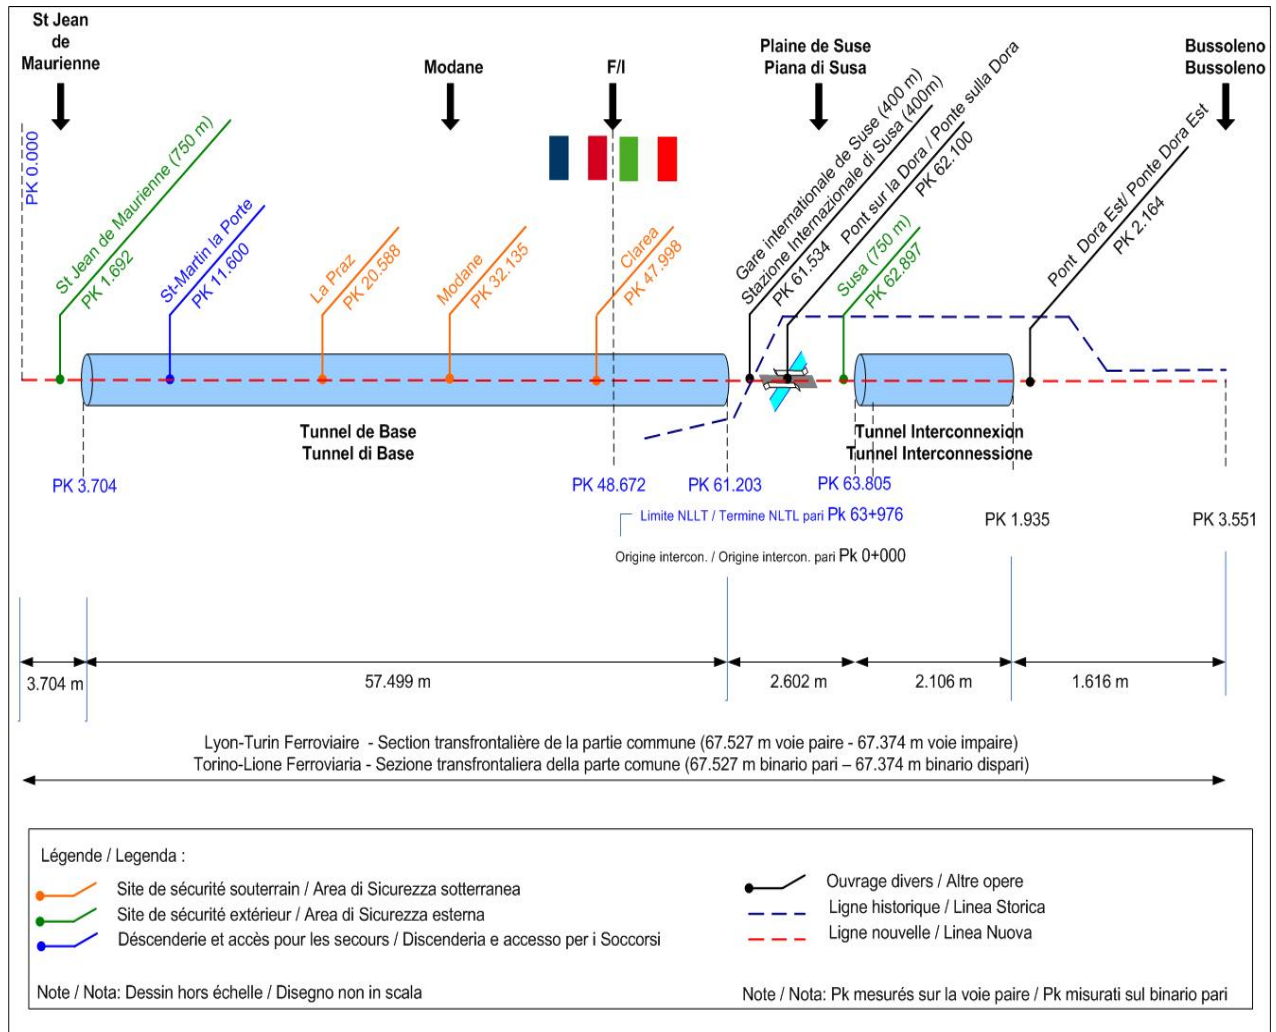 St Jean
de
Maurienne
Modane
F/I
Plaine de Suse
Piana di Susa
Bussoleno
Bussoleno
PK 0.000
St Jean de Maurienne (750 m)
PK 1.692
St-Martin la Porte
PK 11.600
La Praz
PK 20.588
Modane
PK 32.135
Clarea
PK 47.998
Gare internationale de Suse (400 m)
Stazione Internazionale di Susa (400m)
PK 61.534
Pont sur la Dora / Ponte sulla Dora
PK 62.100
Susa (750 m)
PK 62.897
Pont Dora Est/ Ponte Dora Est
PK 2.164
Tunnel de Base
Tunnel di Base
Tunnel Interconnexion
Tunnel Interconnessione
PK 3.704
PK 48.672
PK 61.203
PK 63.805
Limite NLLT / Termine NLTL pari Pk 63+976
PK 1.935
PK 3.551
Origine intercon. / Origine intercon. pari Pk 0+000
3.704 m
57.499 m
2.602 m
2.106 m
1.616 m
Lyon-Turin Ferroviaire - Section transfrontalière de la partie commune (67.527 m voie paire - 67.374 m voie impaire)
Torino-Lione Ferroviaria - Sezione transfrontaliera della parte comune (67.527 m binario pari – 67.374 m binario dispari)
Légende / Legenda :
Site de sécurité souterrain / Area di Sicurezza sotterranea
Site de sécurité extérieur / Area di Sicurezza esterna
Déscenderie et accès pour les secours / Discenderia e accesso per i Soccorsi
Ouvrage divers / Altre opere
Ligne historique / Linea Storica
Ligne nouvelle / Linea Nuova
Note / Nota: Dessin hors échelle / Disegno non in scala
Note / Nota: Pk mesurés sur la voie paire / Pk misurati sul binario pari